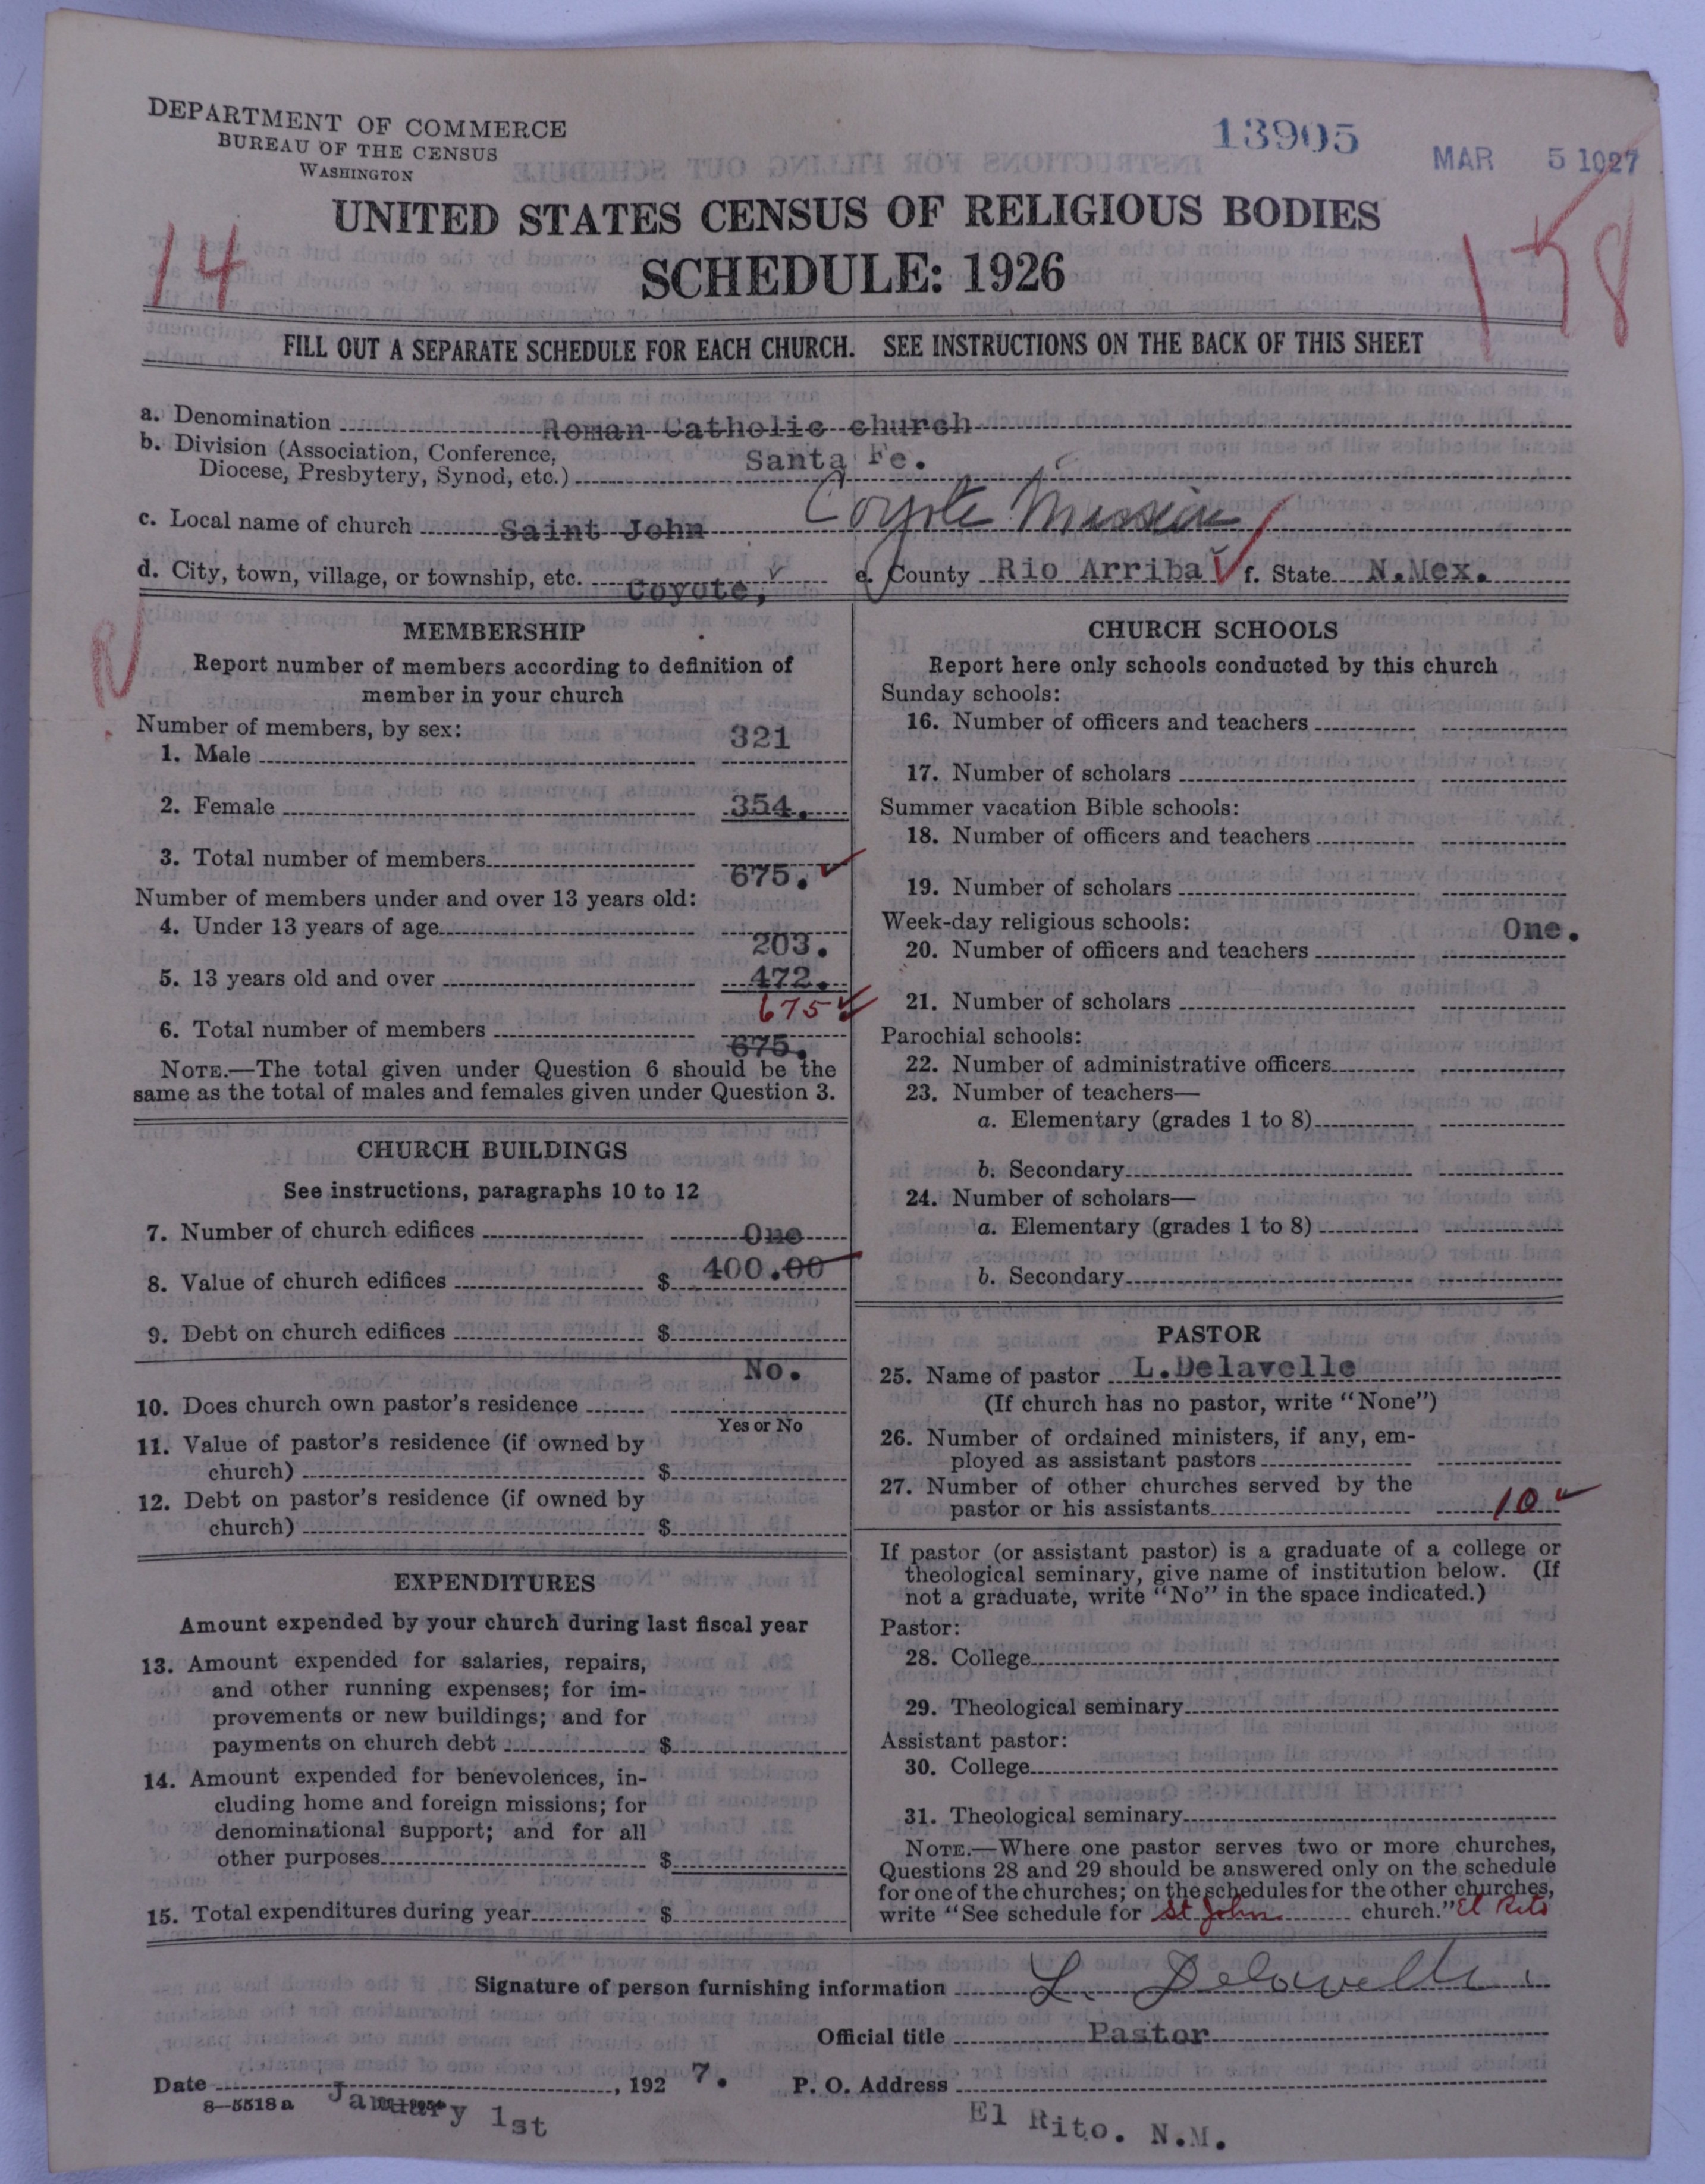 DEPARTMENT OF COMMERCE
BUREAU OF THE CENSUS
WASHINGTON
13905
MAR 5 1927
14
158
UNITED STATES CENSUS OF RELIGIOUS BODIES
SCHEDULE: 1926
FILL OUT A SEPARATE SCHEDULE FOR EACH CHURCH. SEE INSTRUCTIONS ON THE BACK OF THIS SHEET
a. Denomination Roman Catholic church
b. Division (Association, Conference,
Diocese, Presbytery, Synod, etc.) Santa Fe.
c. Local name of church Saint John Coyote Mission
d. City, town, village, or township, etc. Coyote, e. County Rio Arriba f. State N.Mex.
MEMBERSHIP
Report number of members according to definition of
member in your church
Number of members, by sex:
1. Male 321
2. Female 354.
3. Total number of members 675.
Number of members under and over 13 years old:
4. Under 13 years of age 203.
5. 13 years old and over 472.
675
6. Total number of members 675.
NOTE.—The total given under Question 6 should be the
same as the total of males and females given under Question 3.
CHURCH BUILDINGS
See instructions, paragraphs 10 to 12
7. Number of church edifices One
8. Value of church edifices $ 400.00
9. Debt on church edifices $
No.
10. Does church own pastor's residence
Yes or No
11. Value of pastor's residence (if owned by
church) $
12. Debt on pastor's residence (if owned by
church) $
EXPENDITURES
Amount expended by your church during last fiscal year
13. Amount expended for salaries, repairs,
and other running expenses; for im-
provements or new buildings; and for
payments on church debt $
14. Amount expended for benevolences, in-
cluding home and foreign missions; for
denominational support; and for all
other purposes $
15. Total expenditures during year $
CHURCH SCHOOLS
Report here only schools conducted by this church
Sunday schools:
16. Number of officers and teachers
17. Number of scholars
Summer vacation Bible schools:
18. Number of officers and teachers
19. Number of scholars
Week-day religious schools:
One.
20. Number of officers and teachers
21. Number of scholars
Parochial schools:
22. Number of administrative officers
23. Number of teachers—
a. Elementary (grades 1 to 8)
b. Secondary
24. Number of scholars—
a. Elementary (grades 1 to 8)
b. Secondary
PASTOR
25. Name of pastor L.Delavelle
(If church has no pastor, write "None")
26. Number of ordained ministers, if any, em-
ployed as assistant pastors
27. Number of other churches served by the
pastor or his assistants 10
If pastor (or assistant pastor) is a graduate of a college or
theological seminary, give name of institution below. (If
not a graduate, write "No" in the space indicated.)
Pastor:
28. College
29. Theological seminary
Assistant pastor:
30. College
31. Theological seminary
NOTE.—Where one pastor serves two or more churches,
Questions 28 and 29 should be answered only on the schedule
for one of the churches; on the schedules for the other churches,
write "See schedule for St John church." El Rito
Signature of person furnishing information L. Delavelle
Official title Pastor
Date January 1st, 1927. P. O. Address El Rito. N.M.
8—5518a